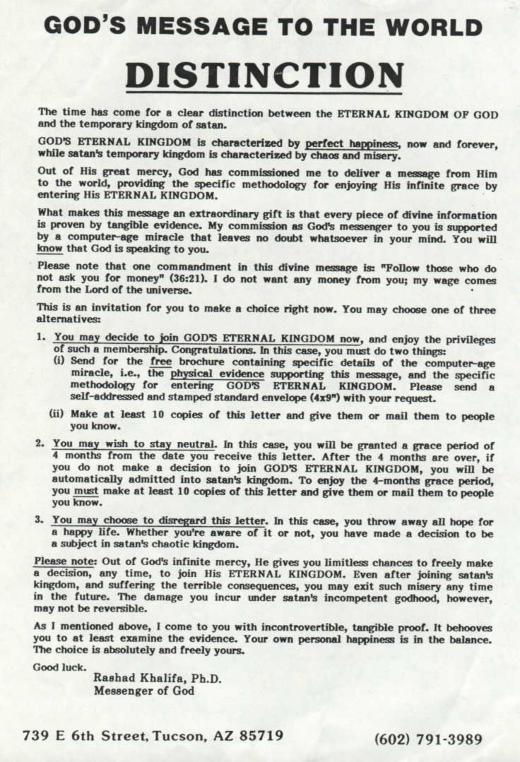 GOD'S MESSAGE TO THE WORLD
DISTINCTION
The time has come for a clear distinction between the ETERNAL KINGDOM OF GOD
and the temporary kingdom of satan.
GOD'S ETERNAL KINGDOM is characterized by perfect happiness, now and forever,
while satan's temporary kingdom is characterized by chaos and misery.
Out of His great mercy, God has commissioned me to deliver a message from Him
to the world, providing the specific methodology for enjoying His infinite grace by
entering His ETERNAL KINGDOM.
What makes this message an extraordinary gift is that every piece of divine information
is proven by tangible evidence. My commission as God's messenger to you is supported
by a computer-age miracle that leaves no doubt whatsoever in your mind. You will
know that God is speaking to you.
Please note that one commandment in this divine message is: "Follow those who do
not ask you for money" (36:21). I do not want any money from you; my wage comes
from the Lord of the universe.
This is an invitation for you to make a choice right now. You may choose one of three
alternatives:
1. You may decide to join GOD'S ETERNAL KINGDOM now, and enjoy the privileges
of such a membership. Congratulations. In this case, you must do two things:
(i) Send for the free brochure containing specific details of the computer-age
miracle, i.e., the physical evidence supporting this message, and the specific
methodology for entering GOD'S ETERNAL KINGDOM. Please send a
self-addressed and stamped standard envelope (4x9") with your request.
(ii) Make at least 10 copies of this letter and give them or mail them to people
you know.
2. You may wish to stay neutral. In this case, you will be granted a grace period of
4 months from the date you receive this letter. After the 4 months are over, if
you do not make a decision to join GOD'S ETERNAL KINGDOM, you will be
automatically admitted into satan's kingdom. To enjoy the 4-months grace period,
you must make at least 10 copies of this letter and give them or mail them to people
you know.
3. You may choose to disregard this letter. In this case, you throw away all hope for
a happy life. Whether you're aware of it or not, you have made a decision to be
a subject in satan's chaotic kingdom.
Please note: Out of God's infinite mercy, He gives you limitless chances to freely make
a decision, any time, to join His ETERNAL KINGDOM. Even after joining satan's
kingdom, and suffering the terrible consequences, you may exit such misery any time
in the future. The damage you incur under satan's incompetent godhood, however,
may not be reversible.
As I mentioned above, I come to you with incontrovertible, tangible proof. It behooves
you to at least examine the evidence. Your own personal happiness is in the balance.
The choice is absolutely and freely yours.
Good luck.
Rashad Khalifa, Ph.D.
Messenger of God
739 E 6th Street, Tucson, AZ 85719
(602) 791-3989